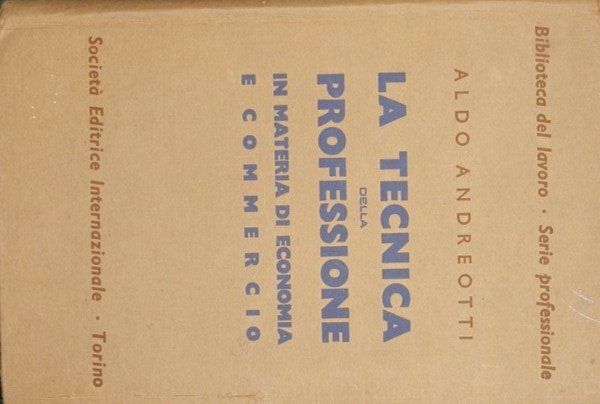 Biblioteca del lavoro • Serie professionale
ALDO ANDREOTTI
LA TECNICA
DELLA
PROFESSIONE
IN MATERIA DI ECONOMIA
E COMMERCIO
Società Editrice Internazionale • Torino